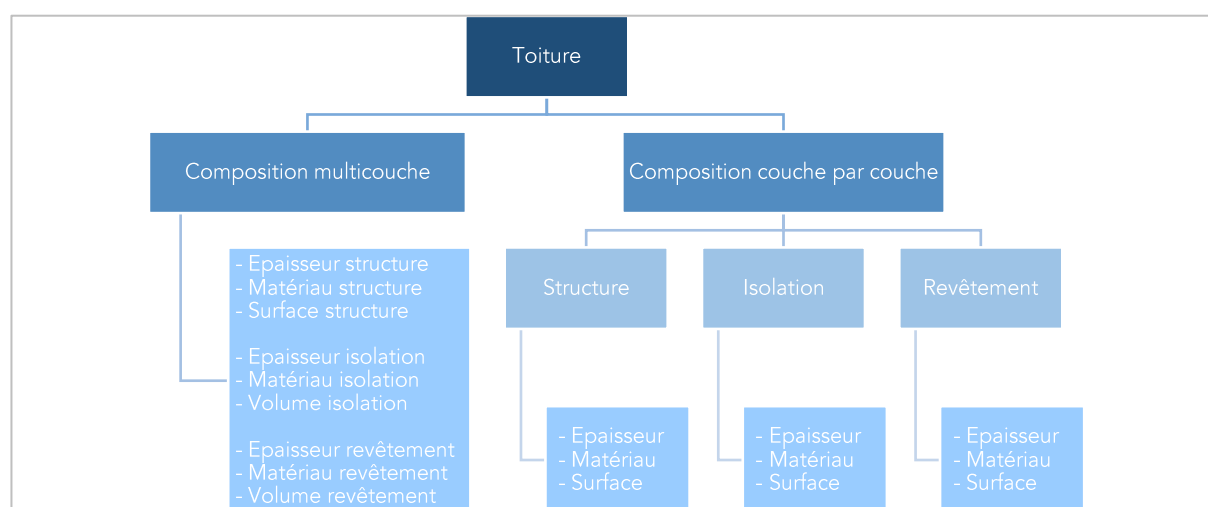 Toiture
Composition multicouche
Composition couche par couche
- Epaisseur structure
- Matériau structure
- Surface structure
- Epaisseur isolation
- Matériau isolation
- Volume isolation
- Epaisseur revêtement
- Matériau revêtement
- Volume revêtement
Structure
Isolation
Revêtement
- Epaisseur
- Matériau
- Surface
- Epaisseur
- Matériau
- Surface
- Epaisseur
- Matériau
- Surface